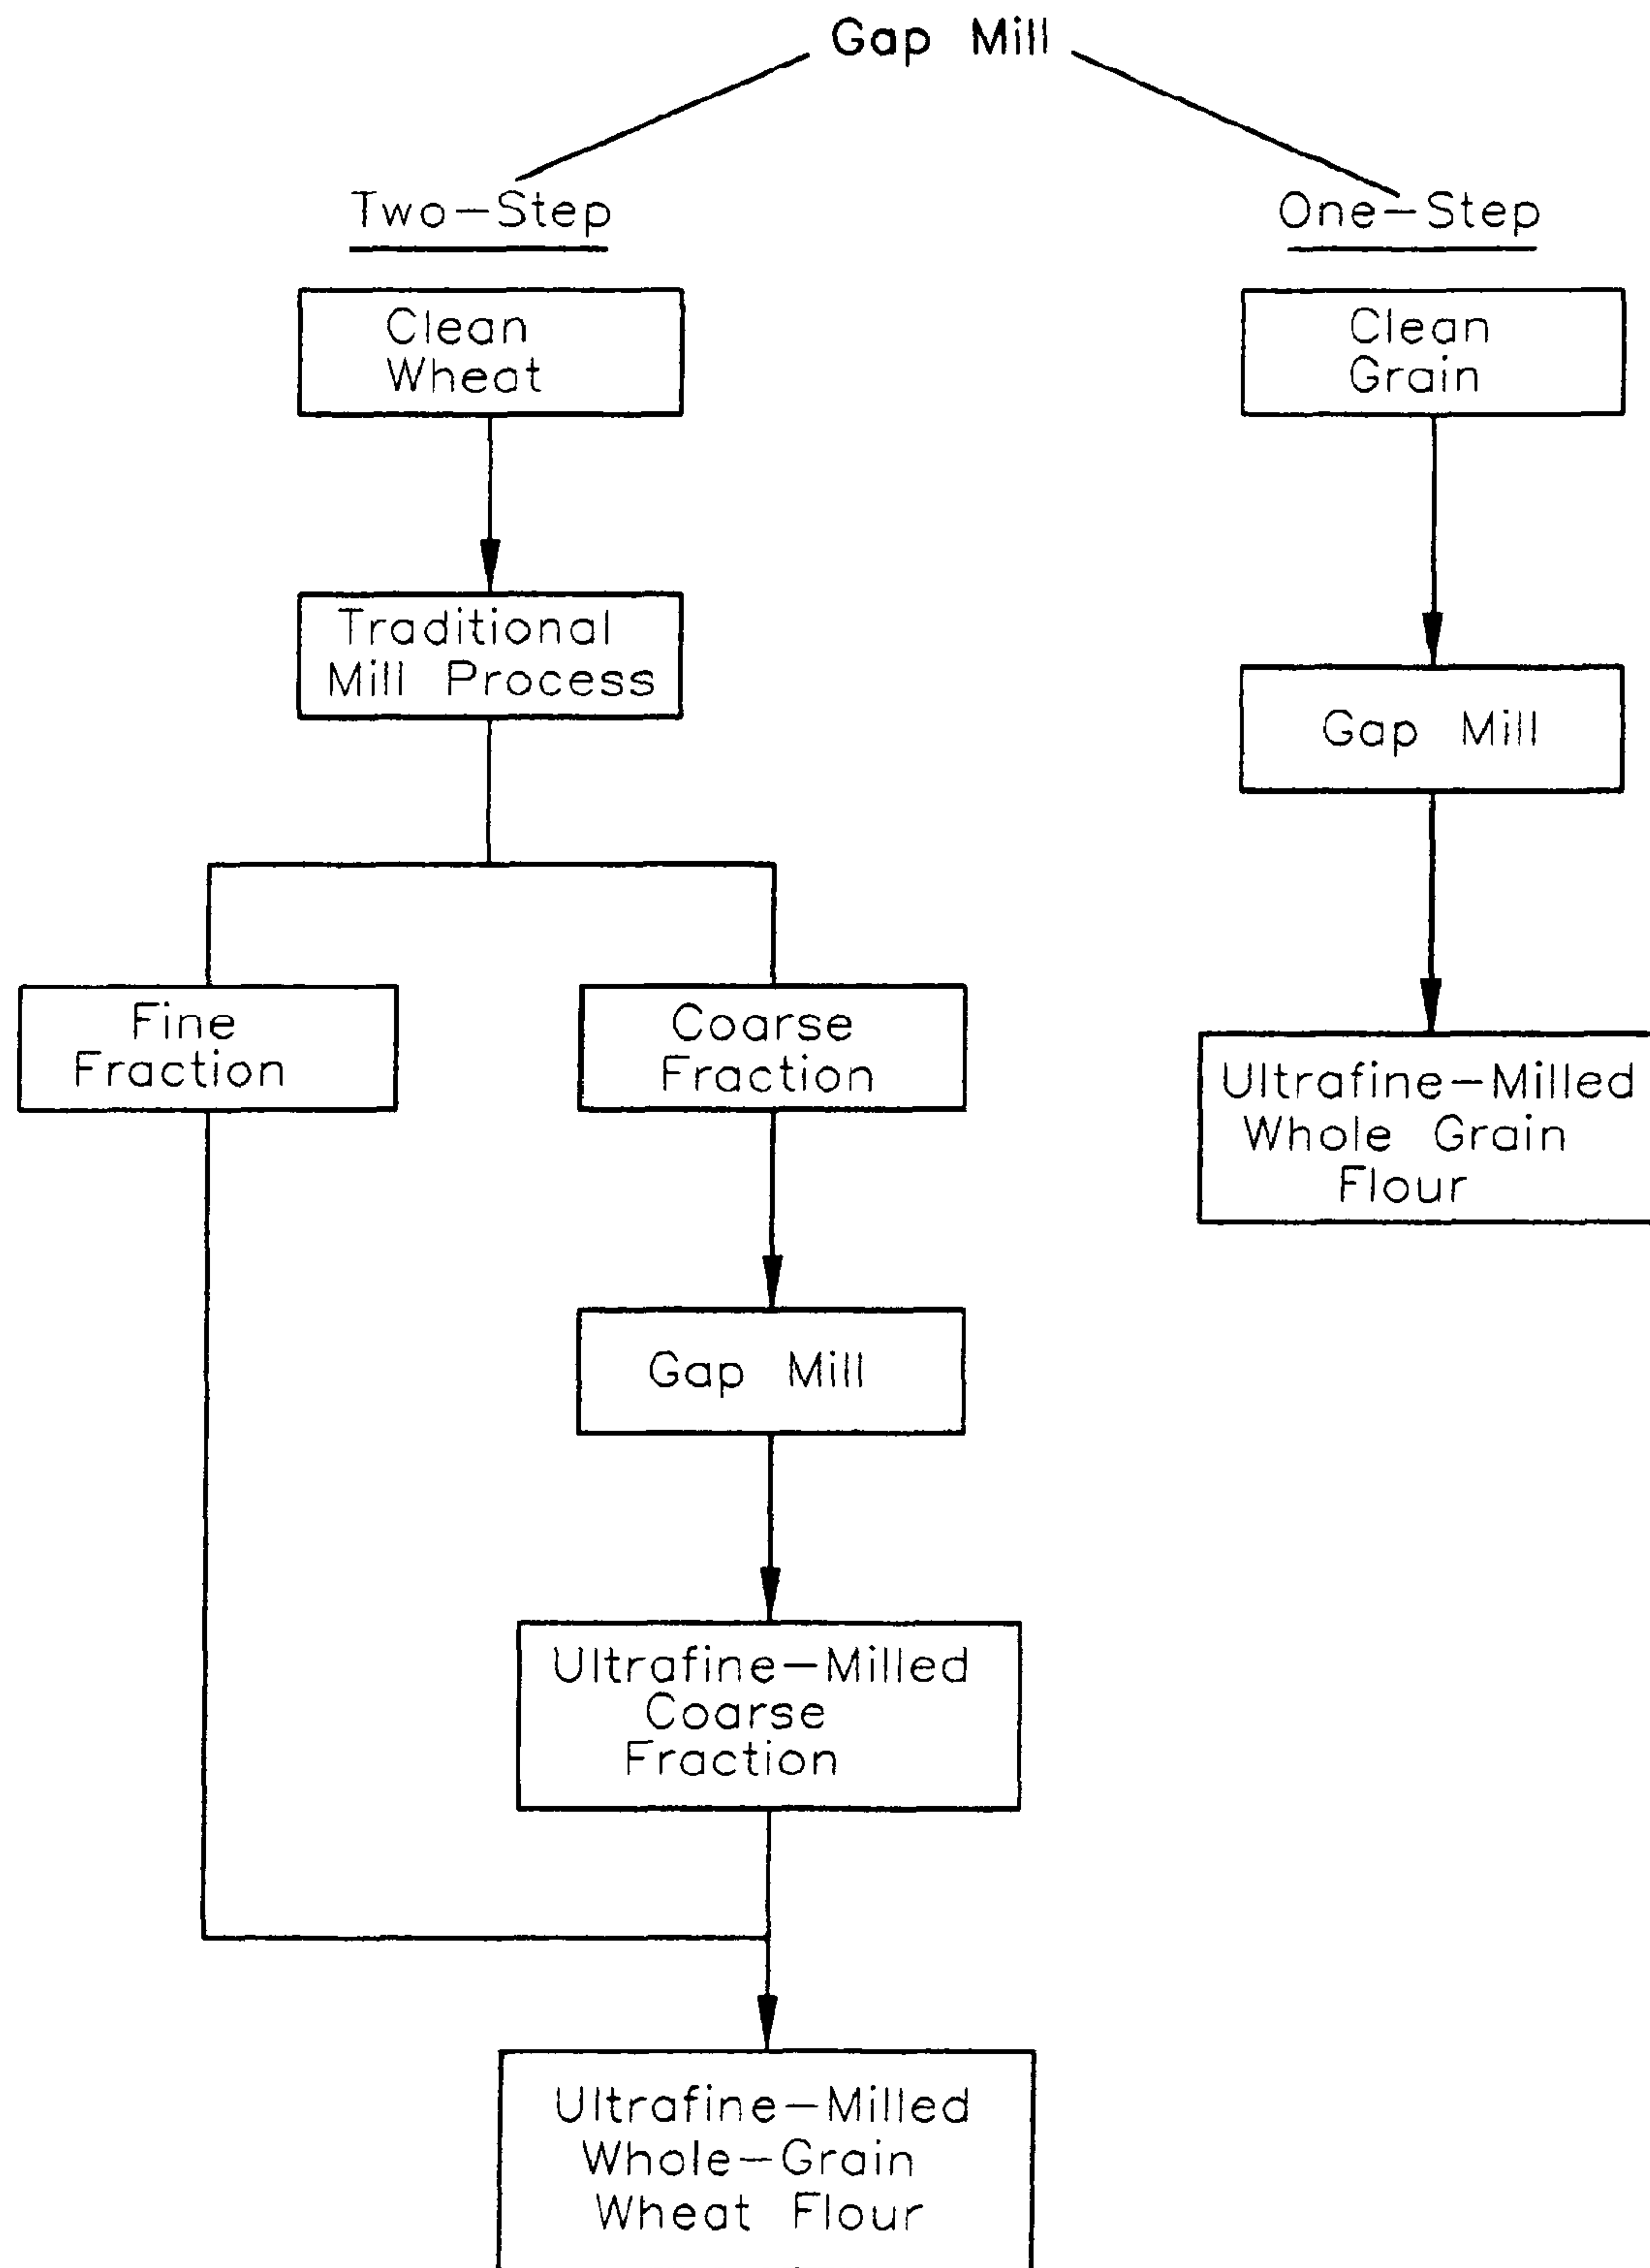 Gap Mill
Two-Step
One-Step
Clean
Wheat
Clean
Grain
Traditional
Mill Process
Gap Mill
Fine
Fraction
Coarse
Fraction
Ultrafine-Milled
Whole Grain
Flour
Gap Mill
Ultrafine-Milled
Coarse
Fraction
Ultrafine-Milled
Whole-Grain
Wheat Flour